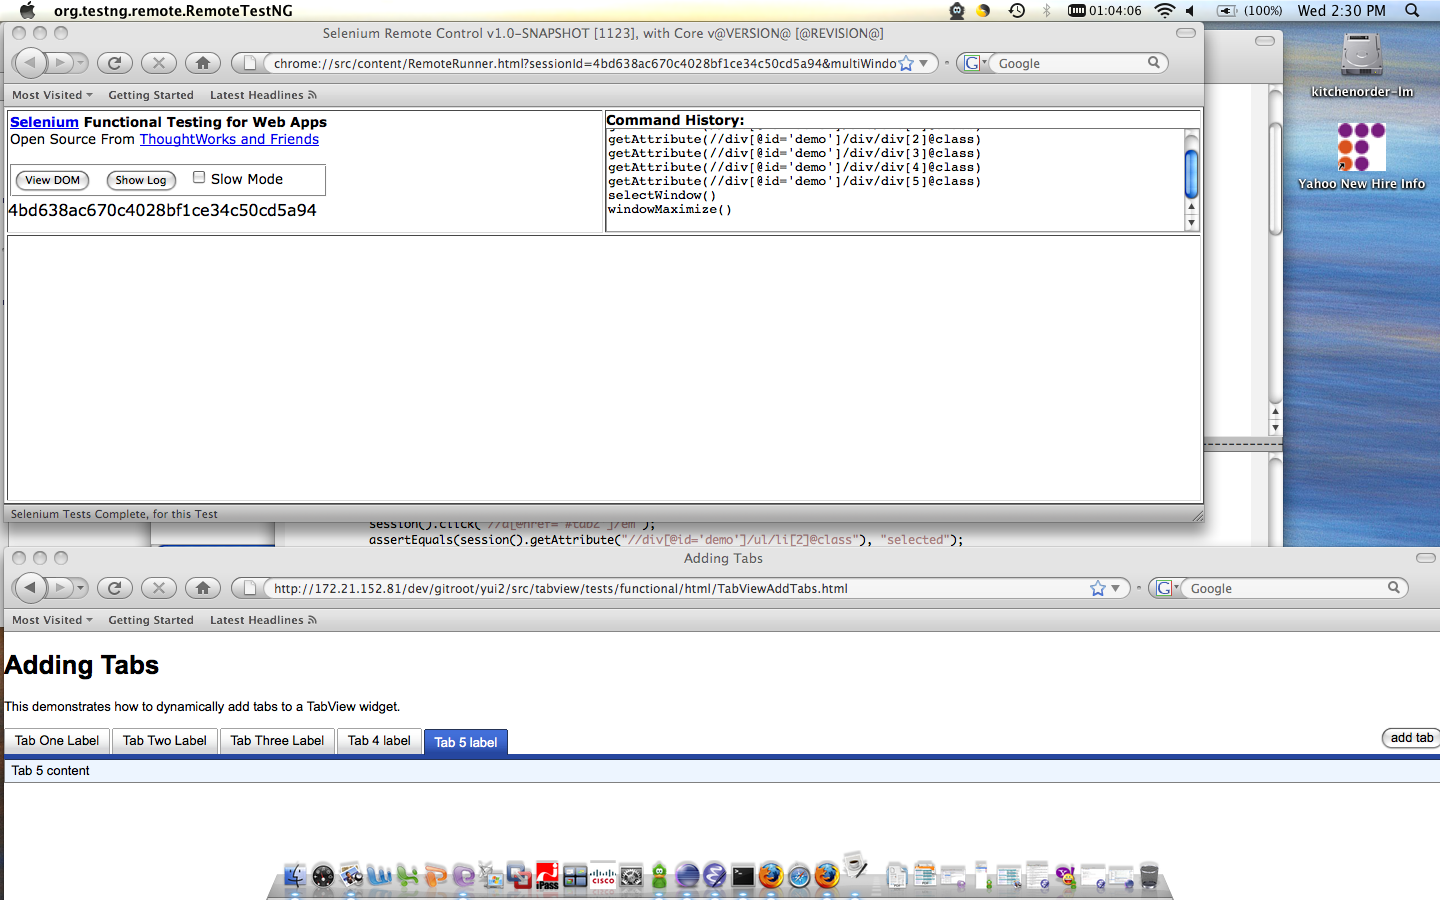 org.testng.remote.RemoteTestNG
01:04:06
(100%)
Wed 2:30 PM
Selenium Remote Control v1.0-SNAPSHOT [1123], with Core v@VERSION@ [@REVISION@]
chrome://src/content/RemoteRunner.html?sessionId=4bd638ac670c4028bf1ce34c50cd5a94&multiWindo
Google
Most Visited
Getting Started
Latest Headlines
Selenium Functional Testing for Web Apps
Open Source From ThoughtWorks and Friends
View DOM
Show Log
Slow Mode
4bd638ac670c4028bf1ce34c50cd5a94
Command History:
getAttribute(//div[@id='demo']/div/div[2]@class)
getAttribute(//div[@id='demo']/div/div[3]@class)
getAttribute(//div[@id='demo']/div/div[4]@class)
getAttribute(//div[@id='demo']/div/div[5]@class)
selectWindow()
windowMaximize()
kitchenorder-lm
Yahoo New Hire Info
Selenium Tests Complete, for this Test
session().click("//a[@href='#tab2']/em");
assertEquals(session().getAttribute("//div[@id='demo']/ul/li[2]@class"), "selected");
Adding Tabs
http://172.21.152.81/dev/gitroot/yui2/src/tabview/tests/functional/html/TabViewAddTabs.html
Google
Most Visited
Getting Started
Latest Headlines
Adding Tabs
This demonstrates how to dynamically add tabs to a TabView widget.
Tab One Label
Tab Two Label
Tab Three Label
Tab 4 label
Tab 5 label
add tab
Tab 5 content
iPass
CISCO